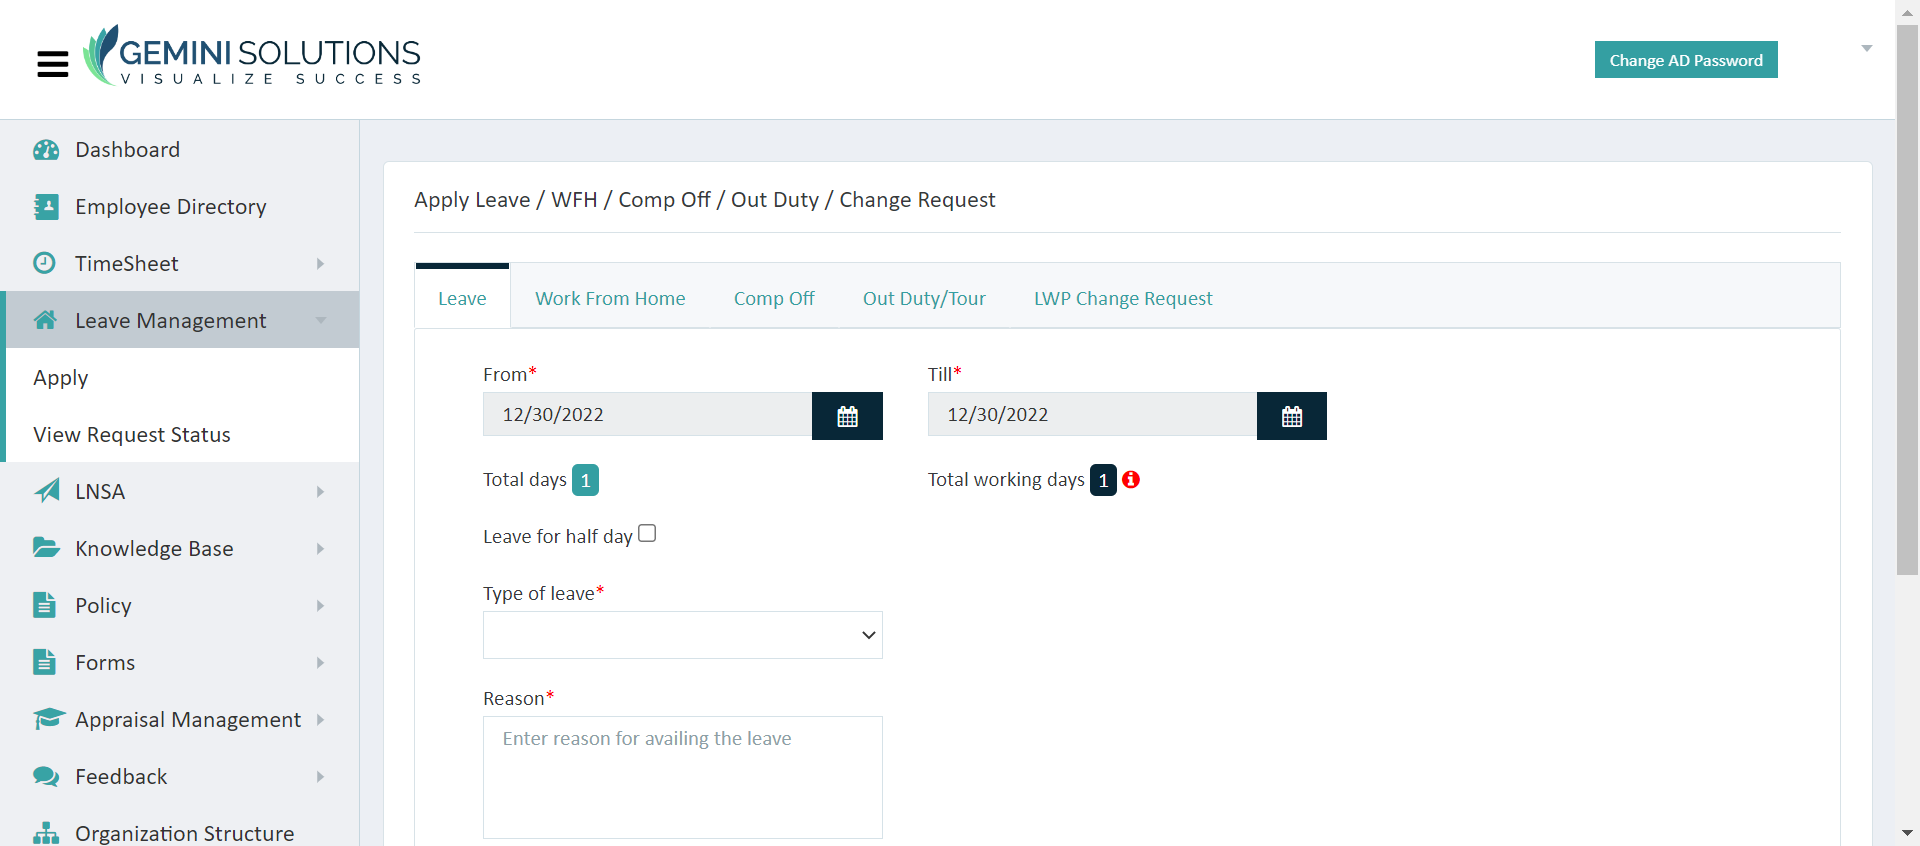 GEMINI SOLUTIONS
VISUALIZE SUCCESS
Change AD Password
Dashboard
Employee Directory
TimeSheet
Leave Management
Apply
View Request Status
LNSA
Knowledge Base
Policy
Forms
Appraisal Management
Feedback
Organization Structure
Apply Leave / WFH / Comp Off / Out Duty / Change Request
Leave Work From Home Comp Off Out Duty/Tour LWP Change Request
From* Till*
12/30/2022 12/30/2022
Total days 1 Total working days 1
Leave for half day
Type of leave*
Reason*
Enter reason for availing the leave